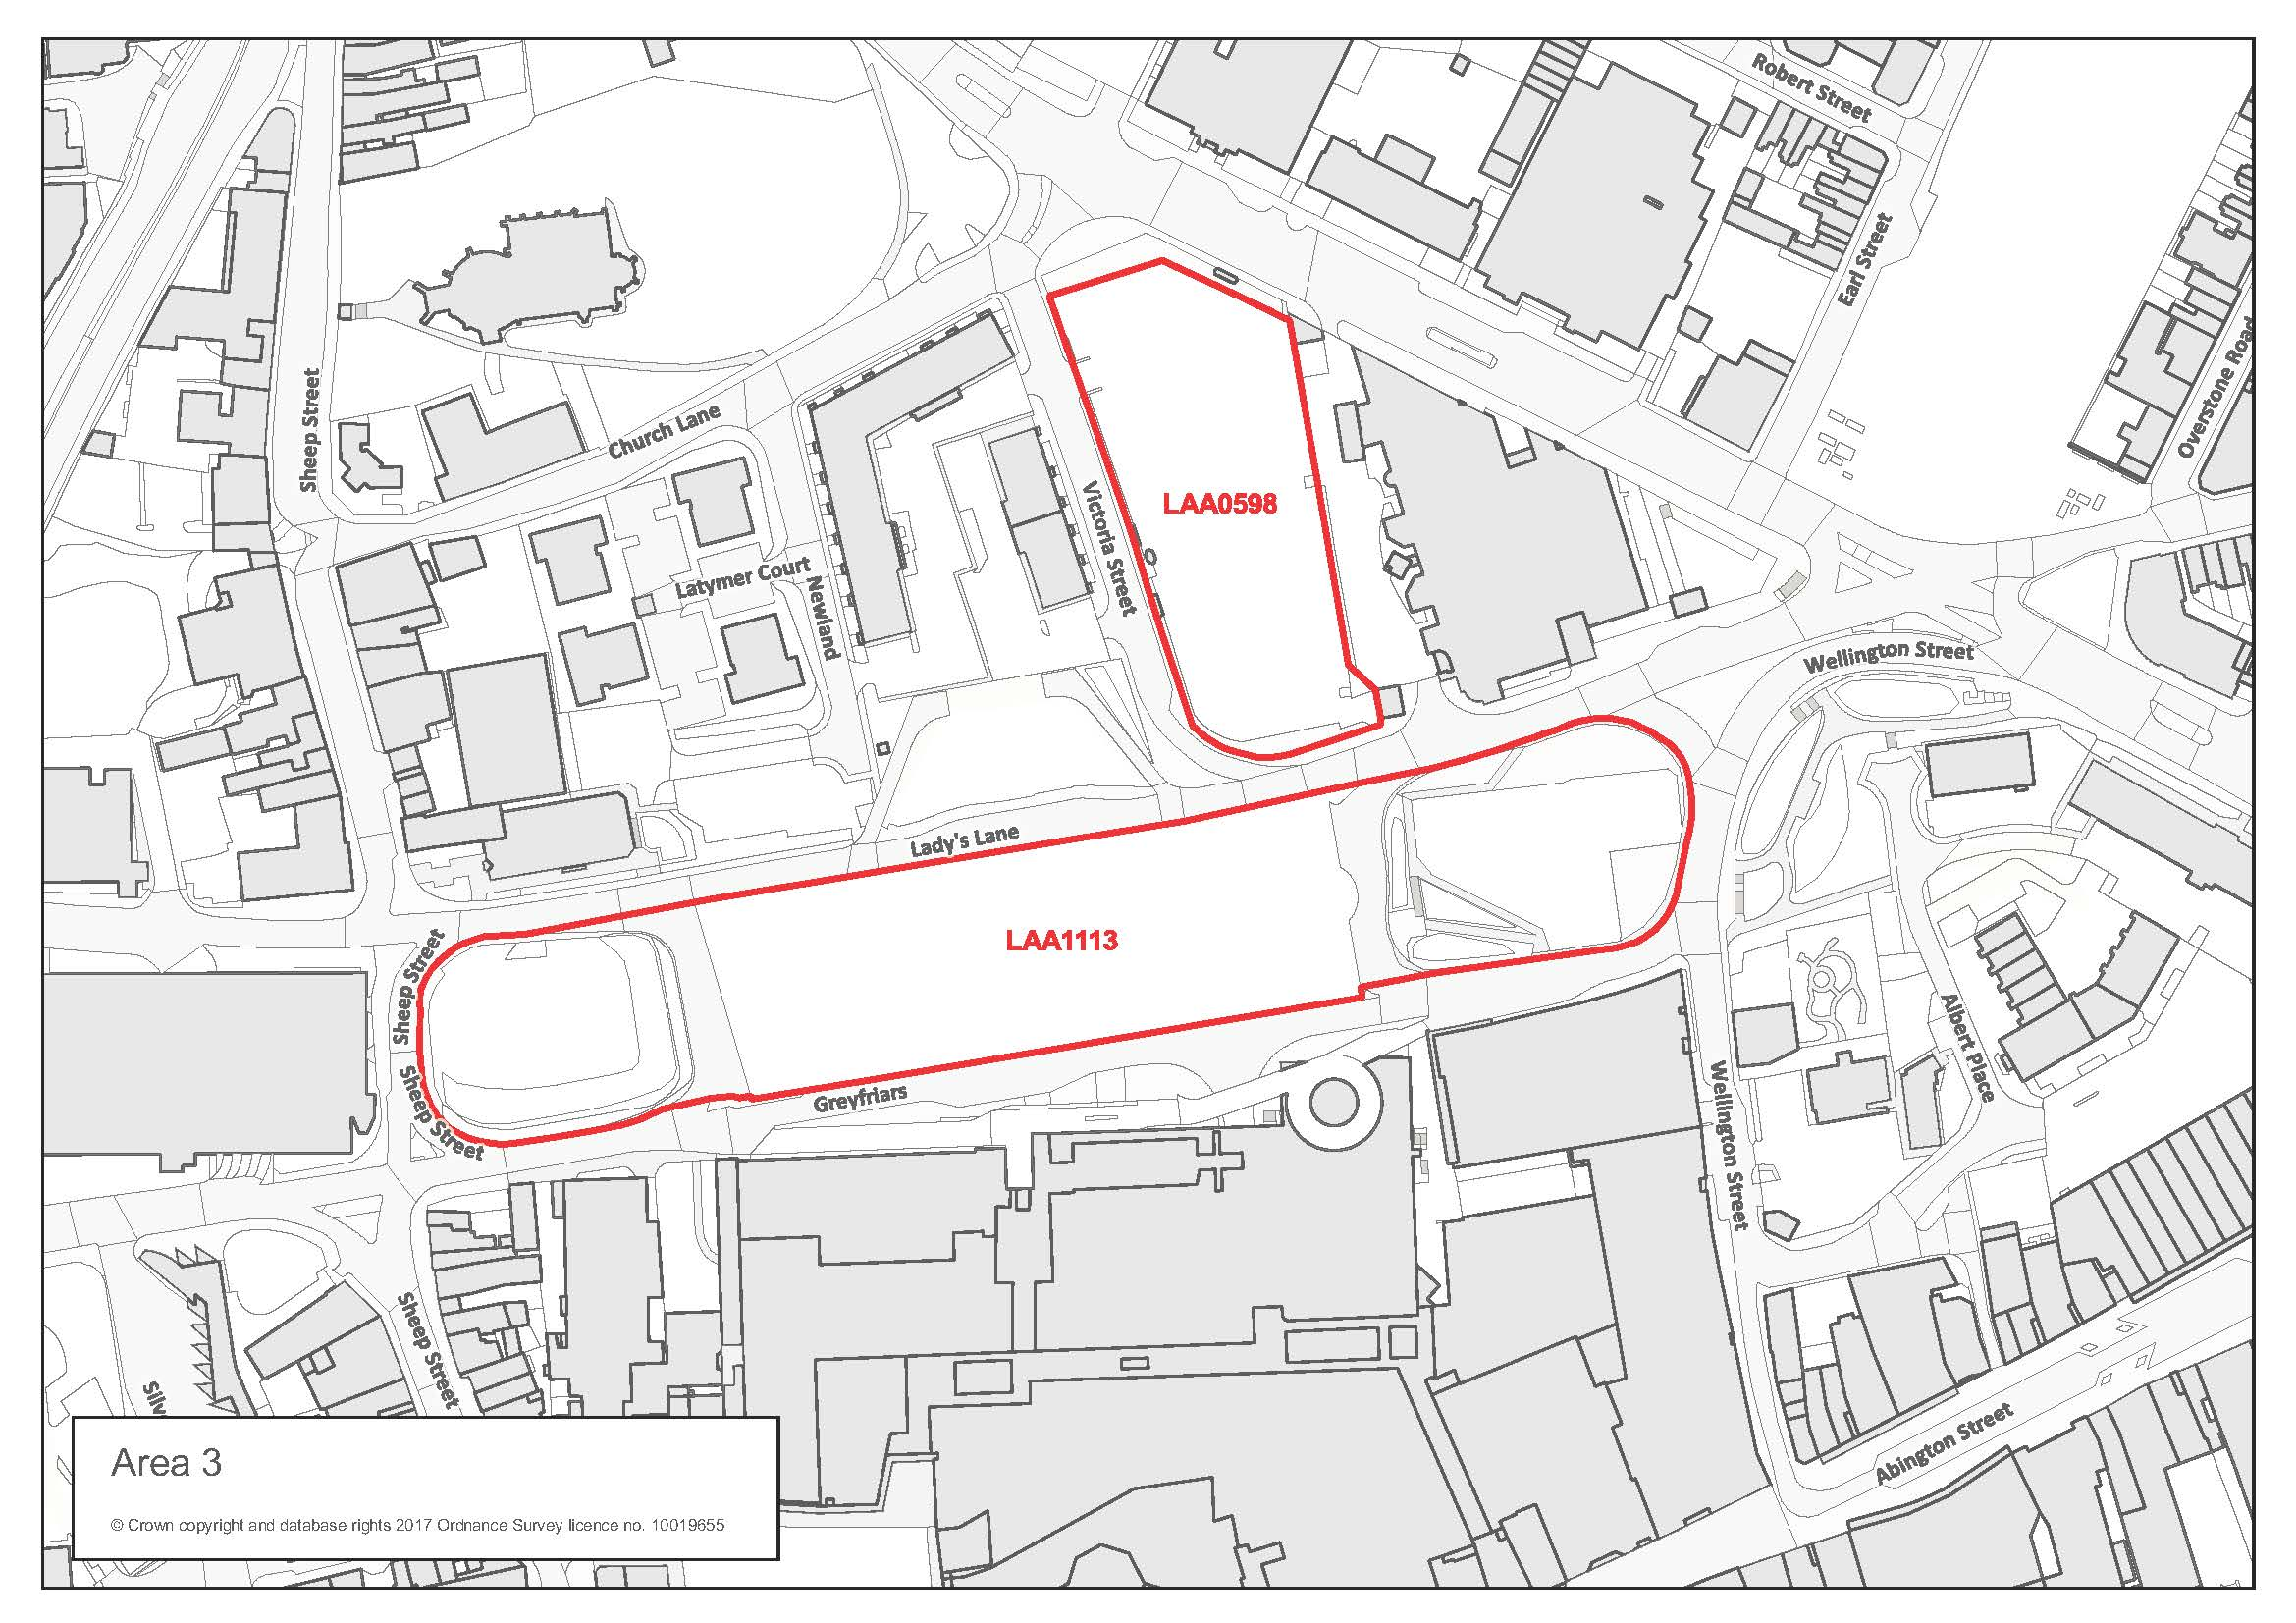 Robert Street
Earl Street
Overstone Road
Sheep Street
Church Lane
LAA0598
Victoria Street
Latymer Court
Newland
Wellington Street
Lady's Lane
LAA1113
Sheep Street
Sheep Street
Albert Place
Greyfriars
Wellington Street
Sheep Street
Abington Street
Area 3
© Crown copyright and database rights 2017 Ordnance Survey licence no. 10019655